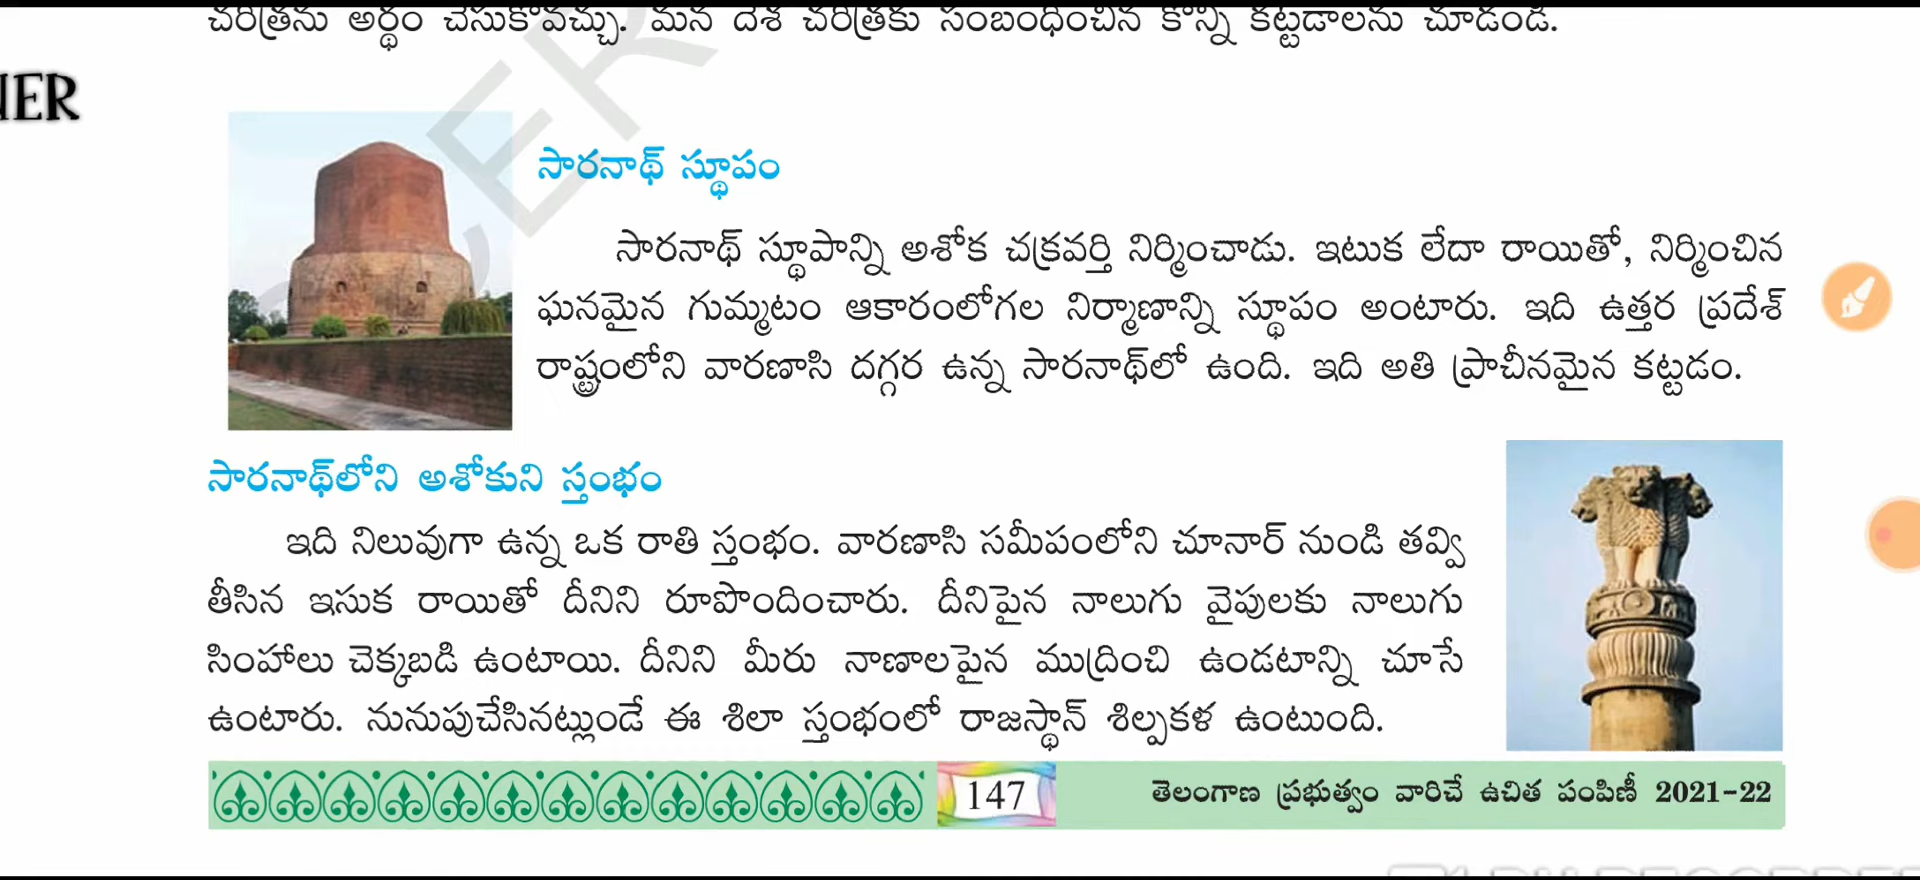 చరిత్రను అర్థం చేసుకోవచ్చు. మన దేశ చరిత్రకు సంబంధించిన కొన్ని కట్టడాలను చూడండి.
సారనాథ్ స్థూపం
సారనాథ్ స్థూపాన్ని అశోక చక్రవర్తి నిర్మించాడు. ఇటుక లేదా రాయితో, నిర్మించిన
ఘనమైన గుమ్మటం ఆకారంలోగల నిర్మాణాన్ని స్థూపం అంటారు. ఇది ఉత్తర ప్రదేశ్
రాష్ట్రంలోని వారణాసి దగ్గర ఉన్న సారనాథ్‌లో ఉంది. ఇది అతి ప్రాచీనమైన కట్టడం.
సారనాథ్‌లోని అశోకుని స్తంభం
ఇది నిలువుగా ఉన్న ఒక రాతి స్తంభం. వారణాసి సమీపంలోని చూనార్ నుండి తవ్వి
తీసిన ఇసుక రాయితో దీనిని రూపొందించారు. దీనిపైన నాలుగు వైపులకు నాలుగు
సింహాలు చెక్కబడి ఉంటాయి. దీనిని మీరు నాణాలపైన ముద్రించి ఉండటాన్ని చూసే
ఉంటారు. నునుపుచేసినట్లుండే ఈ శిలా స్తంభంలో రాజస్థాన్ శిల్పకళ ఉంటుంది.
147
తెలంగాణ ప్రభుత్వం వారిచే ఉచిత పంపిణీ 2021-22